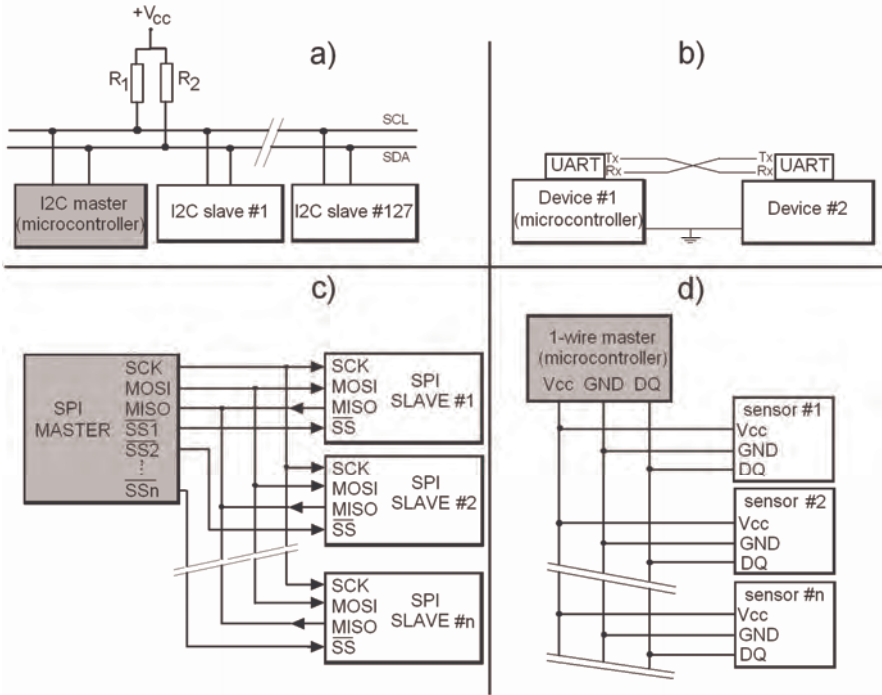 a)
+VCC
R1
R2
SCL
SDA
I2C master
(microcontroller)
I2C slave #1
I2C slave #127
b)
UART
Tx
Rx
Tx
Rx
UART
Device #1
(microcontroller)
Device #2
c)
SPI
MASTER
SCK
MOSI
MISO
SS1
SS2
SSn
SCK
MOSI
MISO
SS
SPI
SLAVE #1
SCK
MOSI
MISO
SS
SPI
SLAVE #2
SCK
MOSI
MISO
SS
SPI
SLAVE #n
d)
1-wire master
(microcontroller)
Vcc GND DQ
sensor #1
Vcc
GND
DQ
sensor #2
Vcc
GND
DQ
sensor #n
Vcc
GND
DQ